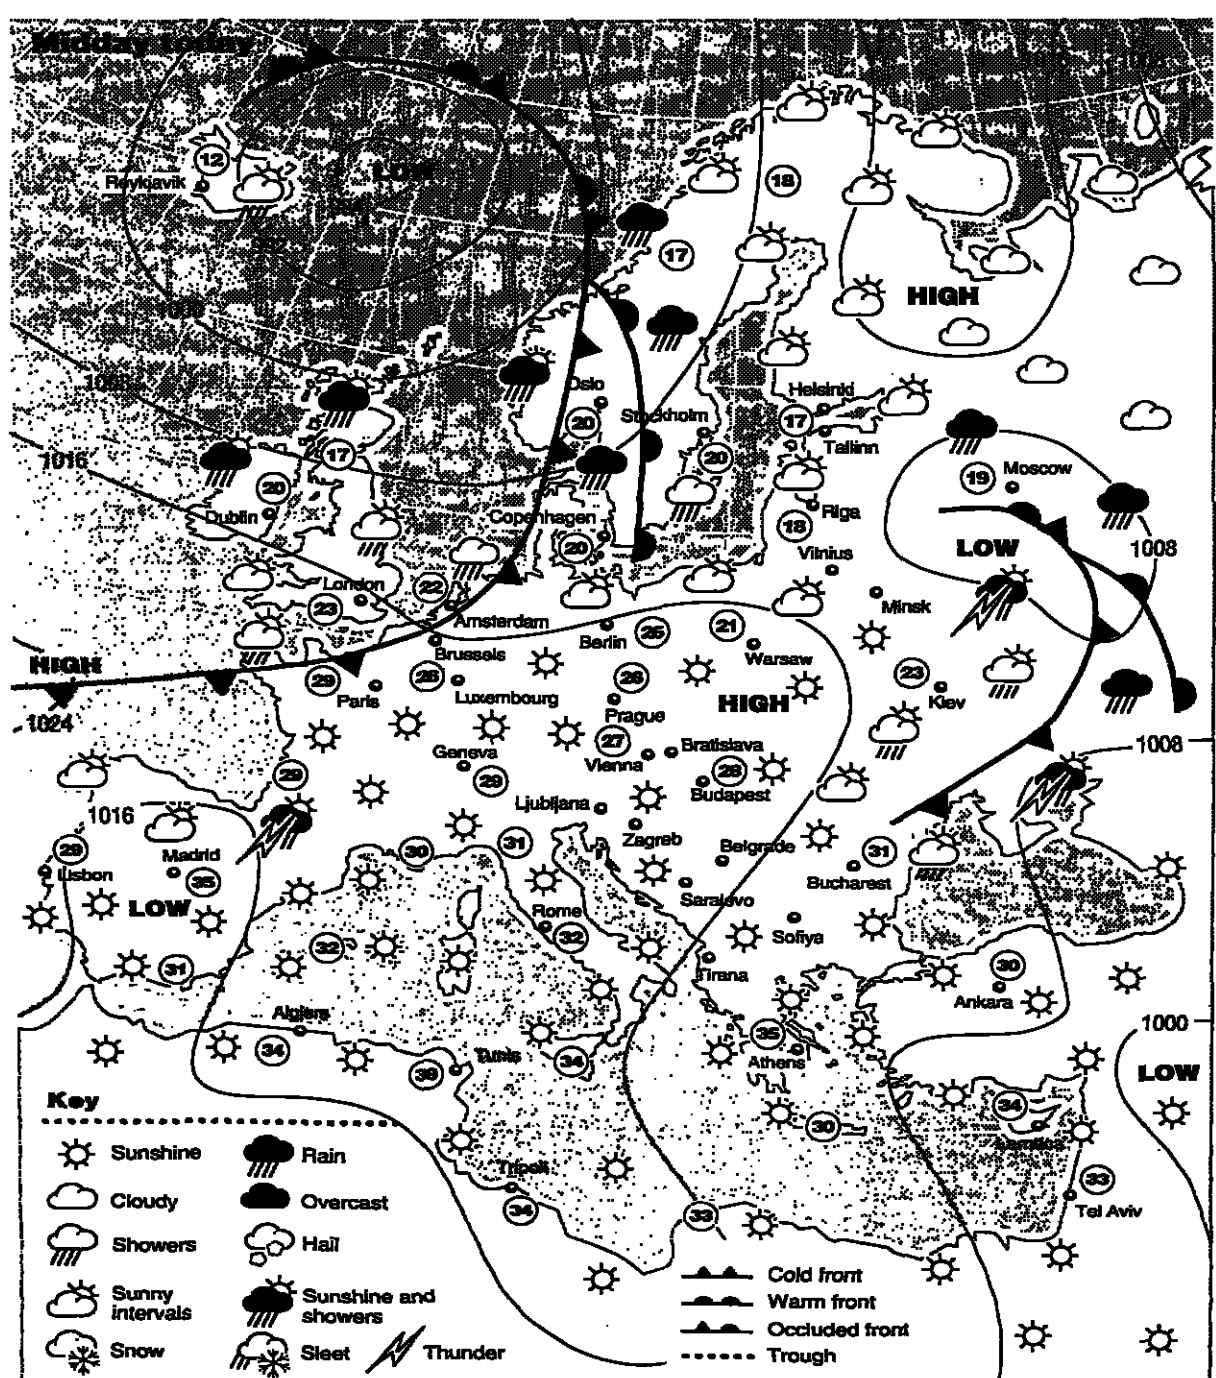 Midday today
LOW
12
Reykjavik
18
17
HIGH
1008
Oslo
20
Stockholm
20
Helsinki
17
Tallinn
1016
17
20
Dublin
Copenhagen
20
19
Moscow
18
Riga
Vilnius
LOW
1008
London
23
22
Amsterdam
Minsk
Berlin
25
21
Warsaw
HIGH
Brussels
29
Paris
26
Luxembourg
26
Prague
HIGH
23
Kiev
1024
27
Vienna
Bratislava
28
Budapest
1008
Geneva
29
29
Ljubljana
1016
Zagreb
29
Lisbon
Madrid
35
30
31
Belgrade
31
Bucharest
LOW
Sarajevo
Rome
32
Sofiya
32
31
Tirana
30
Ankara
Algiers
34
35
Athens
1000
Tunis
39
34
LOW
34
30
Tripoli
34
33
33
Tel Aviv
Key
Sunshine
Rain
Cloudy
Overcast
Showers
Hail
Sunny
intervals
Sunshine and
showers
Snow
Sleet
Thunder
Cold front
Warm front
Occluded front
Trough